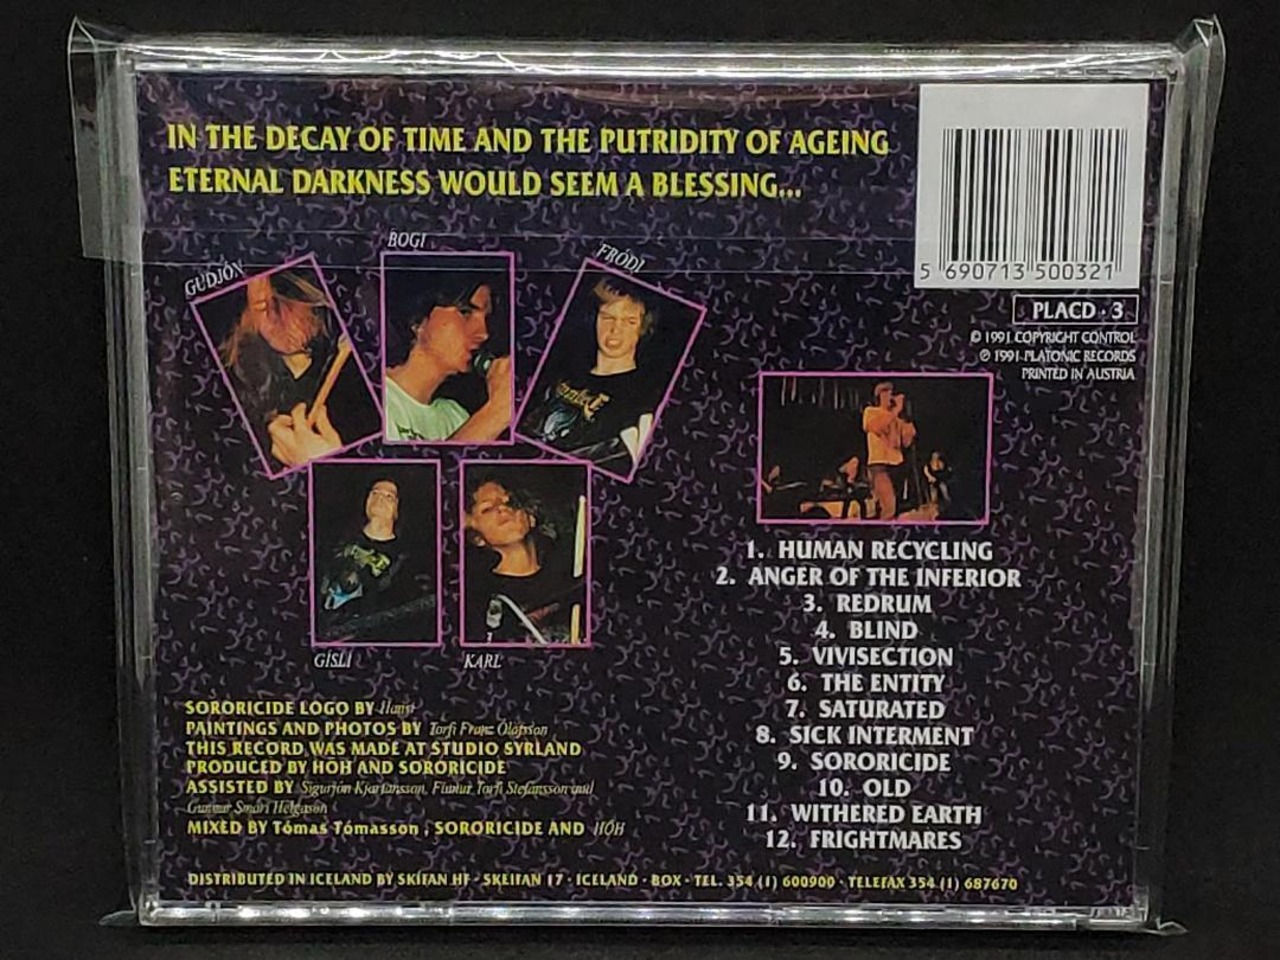 IN THE DECAY OF TIME AND THE PUTRIDITY OF AGEING
ETERNAL DARKNESS WOULD SEEM A BLESSING...
5 690713 500321
PLACD · 3
© 1991 COPYRIGHT CONTROL
℗ 1991 PLATONIC RECORDS
PRINTED IN AUSTRIA
GUDJÓN
BOGI
FRÓDI
GÍSLI
KARL
1. HUMAN RECYCLING
2. ANGER OF THE INFERIOR
3. REDRUM
4. BLIND
5. VIVISECTION
6. THE ENTITY
7. SATURATED
8. SICK INTERMENT
9. SORORICIDE
10. OLD
11. WITHERED EARTH
12. FRIGHTMARES
SORORICIDE LOGO BY
PAINTINGS AND PHOTOS BY Torfi Franz Ólafsson
THIS RECORD WAS MADE AT STUDIO SYRLAND
PRODUCED BY HÖH AND SORORICIDE
ASSISTED BY Sigurjón Kjartansson, Torfi Stefánsson and
Gunnar Smári Helgason
MIXED BY Tómas Tómasson , SORORICIDE AND HÖH
DISTRIBUTED IN ICELAND BY SKÍFAN HF · SKEIFAN 17 · ICELAND · BOX · TEL. 354 (1) 600900 · TELEFAX 354 (1) 687670